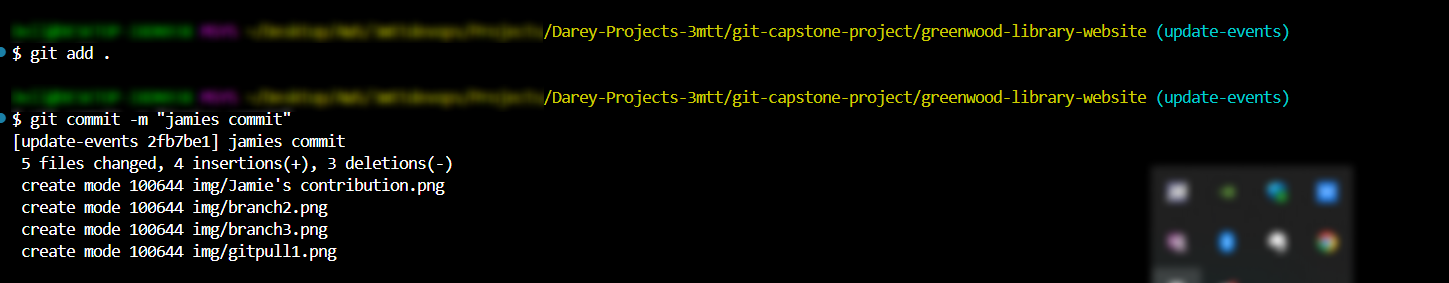 /Darey-Projects-3mtt/git-capstone-project/greenwood-library-website (update-events)
$ git add .
/Darey-Projects-3mtt/git-capstone-project/greenwood-library-website (update-events)
$ git commit -m "jamies commit"
[update-events 2fb7be1] jamies commit
5 files changed, 4 insertions(+), 3 deletions(-)
create mode 100644 img/Jamie's contribution.png
create mode 100644 img/branch2.png
create mode 100644 img/branch3.png
create mode 100644 img/gitpull1.png